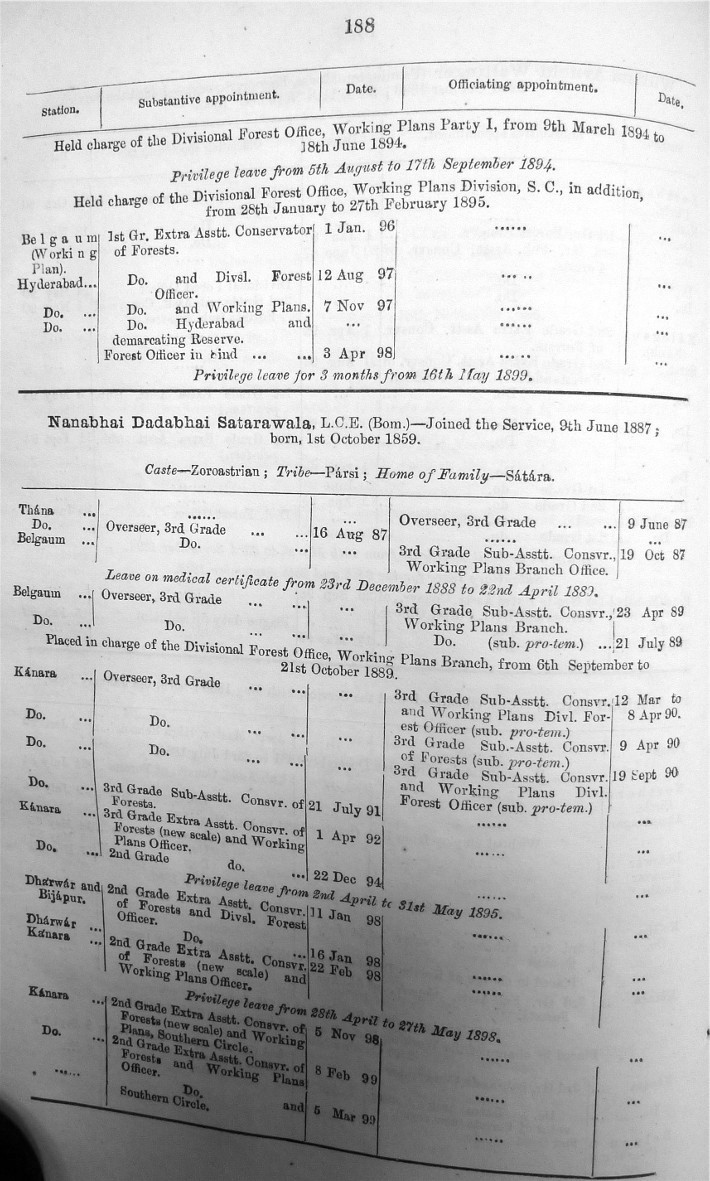 188
Station. Substantive appointment. Date. Officiating appointment. Date.
Held charge of the Divisional Forest Office, Working Plans Party I, from 9th March 1894 to
18th June 1894.
Privilege leave from 5th August to 17th September 1894.
Held charge of the Divisional Forest Office, Working Plans Division, S. C., in addition,
from 28th January to 27th February 1895.
Belgaum 1st Gr. Extra Asstt. Conservator 1 Jan. 96 ...... ...
(Working of Forests.
Plan).
Hyderabad... Do. and Divsl. Forest 12 Aug 97 ... .. ...
Officer.
Do. ... Do. and Working Plans. 7 Nov 97 ...... ...
Do. ... Do. Hyderabad and ... ...... ...
demarcating Reserve.
Forest Officer in Sind ... ... 3 Apr 98 ... .. ...
Privilege leave for 3 months from 16th May 1899.
Nanabhai Dadabhai Satarawala, L.C.E. (Bom.)—Joined the Service, 9th June 1887;
born, 1st October 1859.
Caste—Zoroastrian; Tribe—Pársi; Home of Family—Sátára.
Thána ... ...... ... Overseer, 3rd Grade ... ... 9 June 87
Do. ... Overseer, 3rd Grade ... ... 16 Aug 87 ...... ...
Belgaum ... Do. ... 3rd Grade Sub-Asstt. Consvr., 19 Oct 87
Working Plans Branch Office.
Leave on medical certificate from 23rd December 1888 to 22nd April 1889.
Belgaum ... Overseer, 3rd Grade ... ... ... 3rd Grade Sub-Asstt. Consvr., 23 Apr 89
Working Plans Branch.
Do. ... Do. ... ... ... Do. (sub. pro-tem.) ... 21 July 89
Placed in charge of the Divisional Forest Office, Working Plans Branch, from 6th September to
21st October 1889.
Kánara ... Overseer, 3rd Grade ... ... ... 3rd Grade Sub-Asstt. Consvr. 12 Mar to
and Working Plans Divl. For- 8 Apr 90.
est Officer (sub. pro-tem.)
Do. ... Do. ... ... ... 3rd Grade Sub.-Asstt. Consvr. 9 Apr 90
of Forests (sub. pro-tem.)
Do. ... Do. ... ... ... 3rd Grade Sub-Asstt. Consvr. 19 Sept 90
and Working Plans Divl.
Forest Officer (sub. pro-tem.)
Do. ... 3rd Grade Sub-Asstt. Consvr. of 21 July 91 ...... ...
Forests.
Kánara ... 3rd Grade Extra Asstt. Consvr. of 1 Apr 92 ...... ...
Forests (new scale) and Working
Plans Officer.
Do. ... 2nd Grade do. ... 22 Dec 94 ...... ...
Privilege leave from 2nd April to 31st May 1895.
Dhárwár and 2nd Grade Extra Asstt. Consvr. 11 Jan 98 ...... ...
Bijápur. of Forests and Divsl. Forest
Officer.
Dhárwár ... Do. ... 16 Jan 98 ...... ...
Kánara ... 2nd Grade Extra Asstt. Consvr. 22 Feb 98 ...... ...
of Forests (new scale) and
Working Plans Officer.
Privilege leave from 28th April to 27th May 1898.
Kánara ... 2nd Grade Extra Asstt. Consvr. of 5 Nov 98 ...... ...
Forests (new scale) and Working
Plans, Southern Circle.
Do. ... 2nd Grade Extra Asstt. Consvr. of 8 Feb 99 ...... ...
Forests and Working Plans
Officer.
...... Do. and 5 Mar 99 ...... ...
Southern Circle.